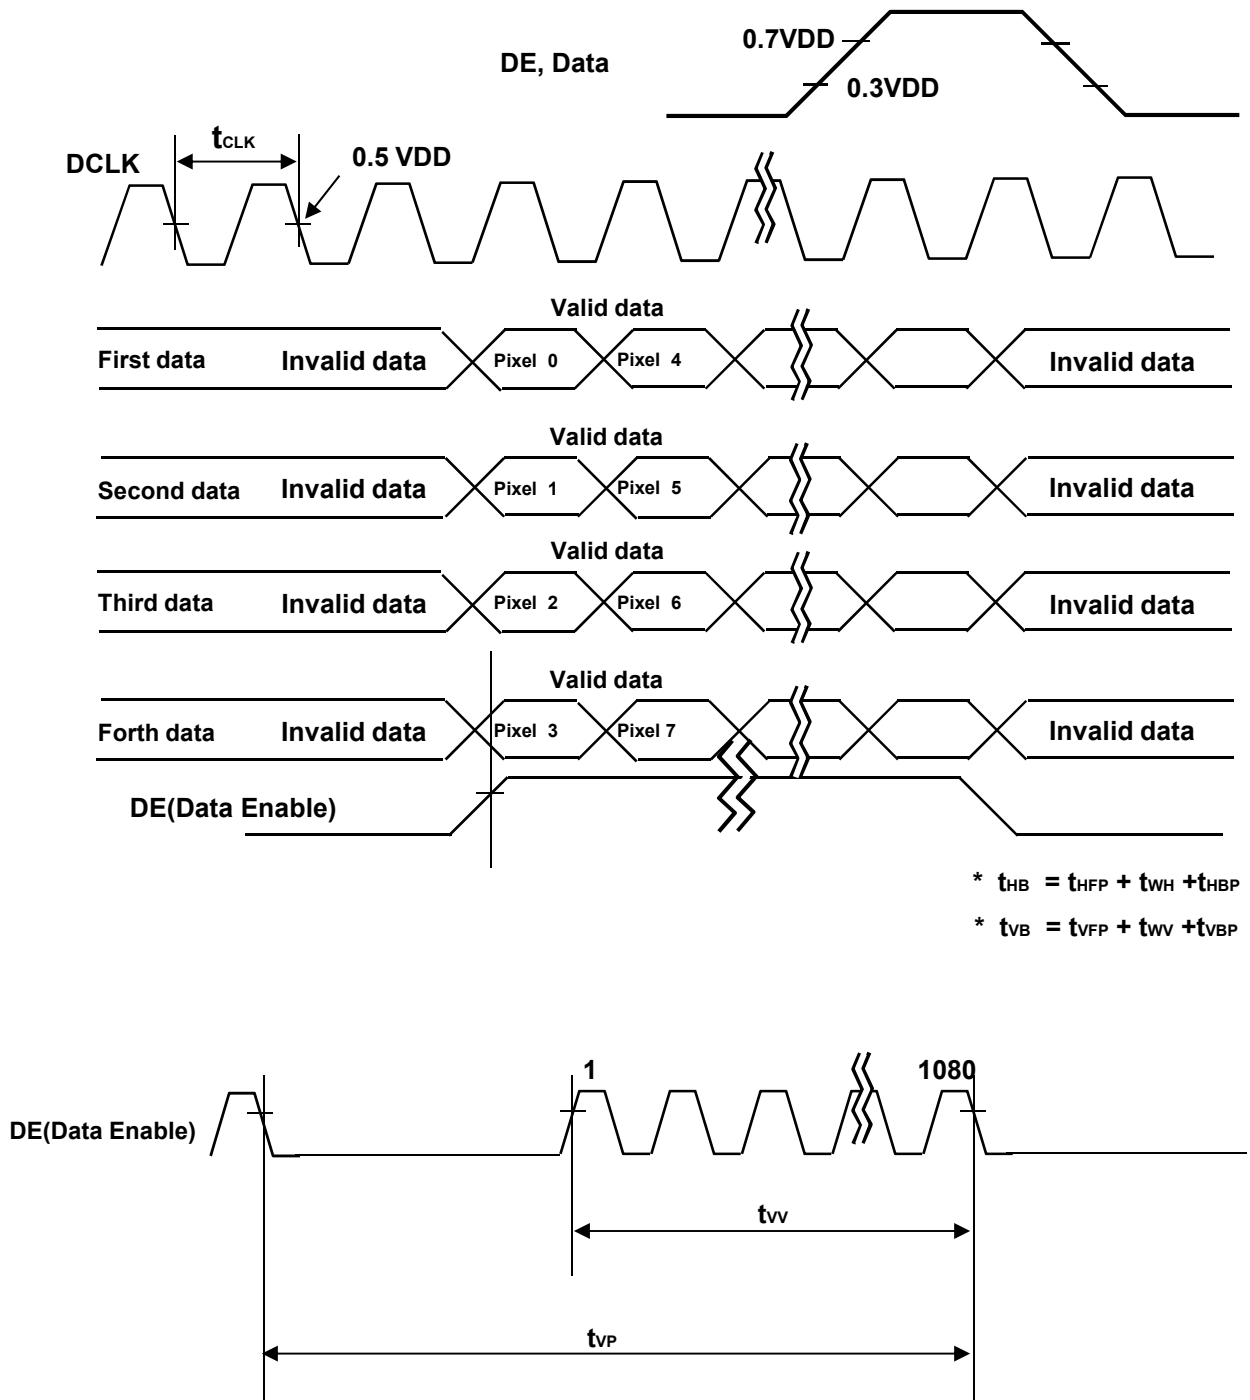 0.7VDD
DE, Data
0.3VDD
tCLK
DCLK
0.5 VDD
Valid data
First data Invalid data Pixel 0 Pixel 4 Invalid data
Valid data
Second data Invalid data Pixel 1 Pixel 5 Invalid data
Valid data
Third data Invalid data Pixel 2 Pixel 6 Invalid data
Valid data
Forth data Invalid data Pixel 3 Pixel 7 Invalid data
DE(Data Enable)
* tHB = tHFP + tWH +tHBP
* tVB = tVFP + tWV +tVBP
1 1080
DE(Data Enable)
tVV
tVP